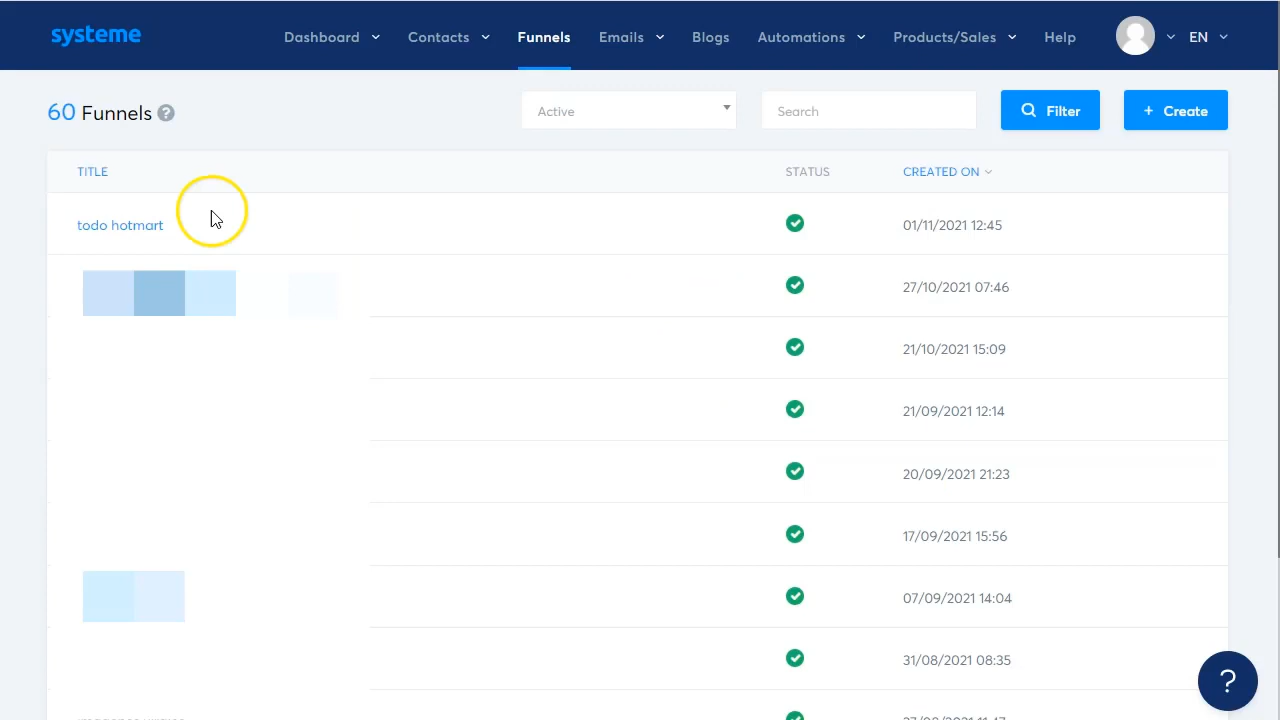 systeme
Dashboard Contacts Funnels Emails Blogs Automations Products/Sales Help EN
60 Funnels ?
Active
Search
Filter
+ Create
TITLE STATUS CREATED ON
todo hotmart 01/11/2021 12:45
27/10/2021 07:46
21/10/2021 15:09
21/09/2021 12:14
20/09/2021 21:23
17/09/2021 15:56
07/09/2021 14:04
31/08/2021 08:35
?